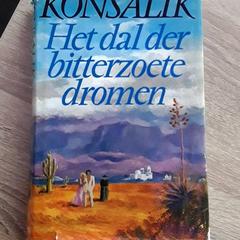 KONSALIK
Het dal der
bitterzoete
dromen